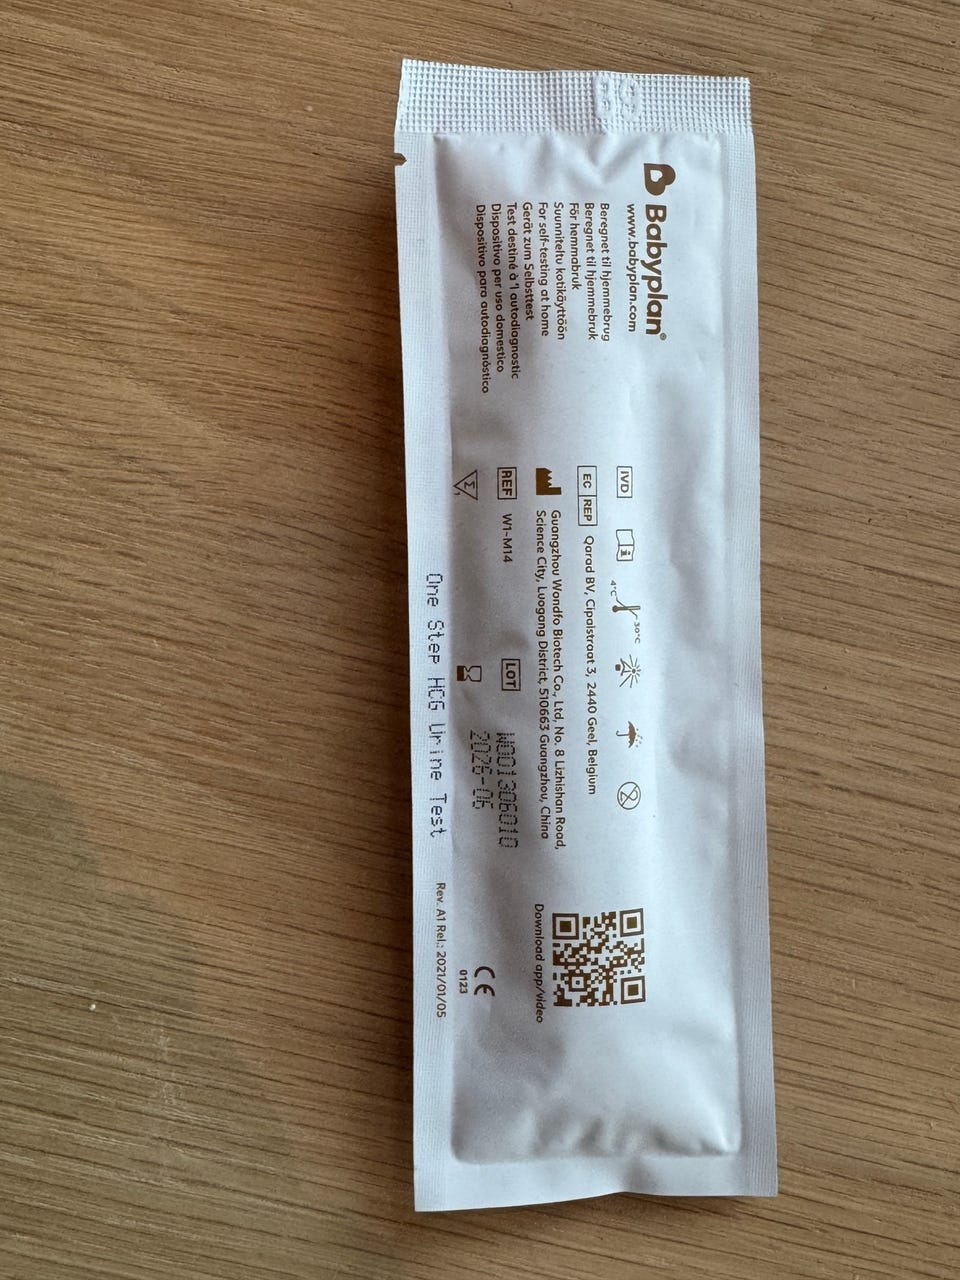 Babyplan®
www.babyplan.com
Beregnet til hjemmebrug
Beregnet til hjemmebruk
För hemmabruk
Suunniteltu kotikäyttöön
For self-testing at home
Gerät zum Selbsttest
Test destiné à l'autodiagnostic
Dispositivo per uso domestico
Dispositivo para autodiagnóstico
IVD
4°C 30°C
EC REP Qarad BV, Cipalstraat 3, 2440 Geel, Belgium
Guangzhou Wondfo Biotech Co., Ltd, No. 8 Lizhishan Road,
Science City, Luogang District, 510663 Guangzhou, China
REF W1-M14
LOT W001306010
Σ 1
2026-06
Download app/video
CE
0123
One Step HCG Urine Test
Rev. A1 Rel.: 2021/01/05